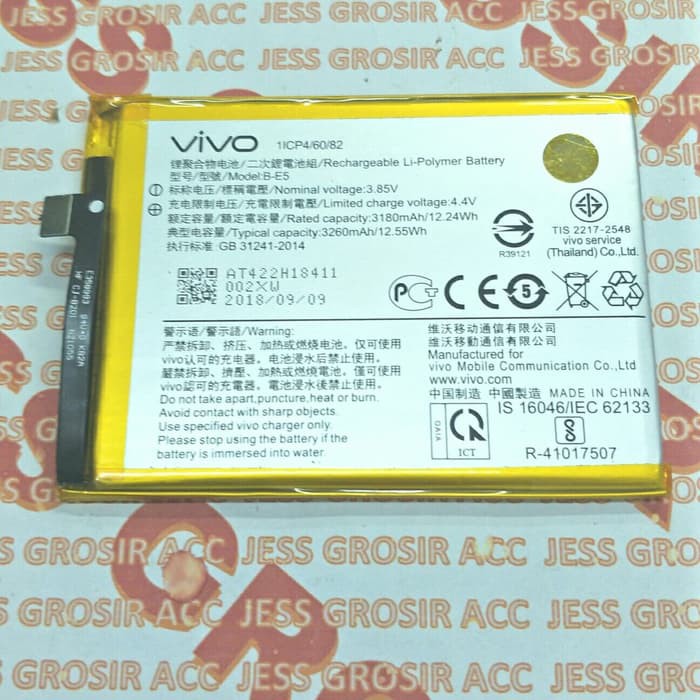 JESS GROSIR ACC JESS GROSIR ACC
vivo 1ICP4/60/82
锂聚合物电池/二次鋰電池組/Rechargeable Li-Polymer Battery
型号/型號/Model:B-E5
标称电压/標稱電壓/Nominal voltage:3.85V
充电限制电压/充電限制電壓/Limited charge voltage:4.4V
额定容量/額定容量/Rated capacity:3180mAh/12.24Wh
典型容量/典型容量/Typical capacity:3260mAh/12.55Wh
执行标准:GB 31241-2014
R39121
TIS 2217-2548
vivo service
(Thailand) Co.,Ltd.
AT422H18411
002XW
2018/09/09
PC CE 5
警示语/警示語/Warning:
严禁拆卸、挤压、加热或燃烧电池，仅可使用
vivo认可的充电器，电池浸水后禁止使用。
嚴禁拆卸、擠壓、加熱或燃燒電池，僅可使用
vivo認可的充電器，電池浸水後禁止使用。
Do not take apart,puncture,heat or burn.
Avoid contact with sharp objects.
Use specified vivo charger only.
Please stop using the battery if the
battery is immersed into water.
维沃移动通信有限公司
維沃移動通信有限公司
Manufactured for
vivo Mobile Communication Co.,Ltd.
www.vivo.com
中国制造 中國製造 MADE IN CHINA
IS 16046/IEC 62133
R-41017507
ICT
JESS GROSIR ACC JESS GROSIR ACC
JESS GROSIR ACC JESS GROSIR ACC
JESS GROSIR ACC JESS GROSIR ACC